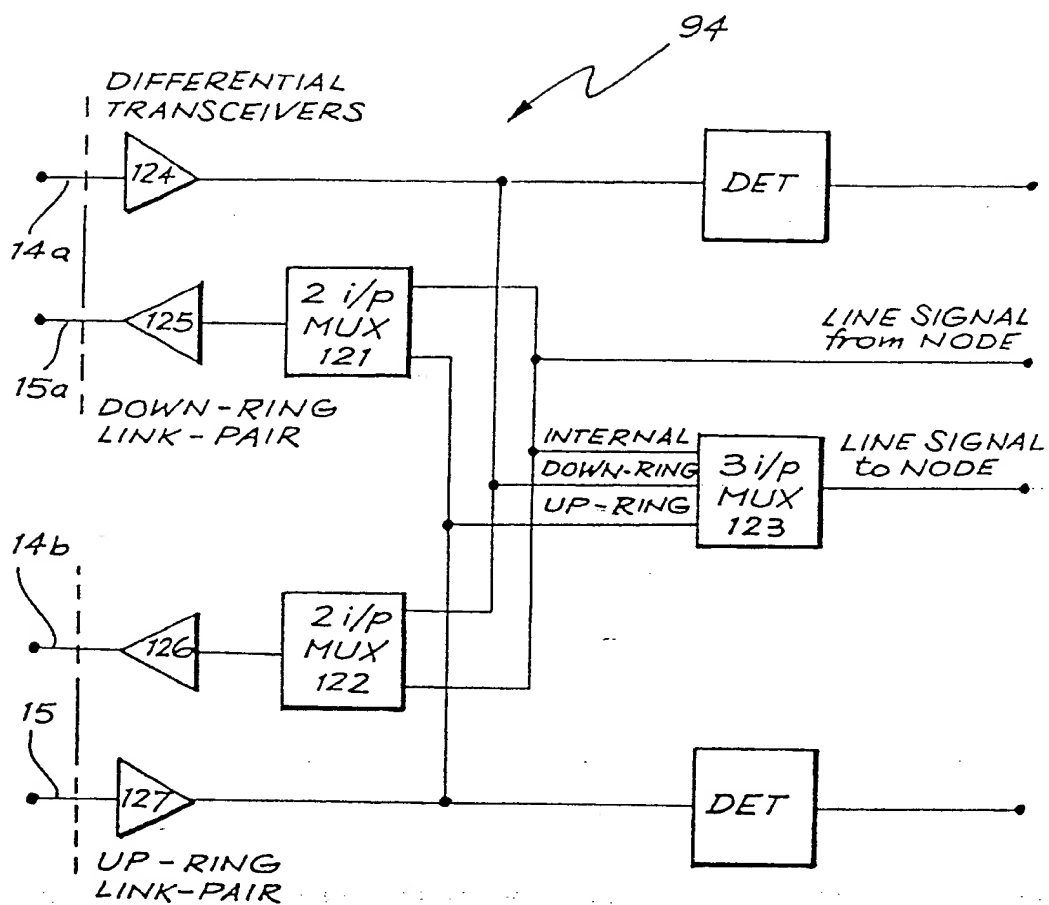 94
DIFFERENTIAL
TRANSCEIVERS
124
DET
14a
125
2 i/p
MUX
121
LINE SIGNAL
from NODE
15a
DOWN-RING
LINK-PAIR
INTERNAL
DOWN-RING
UP-RING
3 i/p
MUX
123
LINE SIGNAL
to NODE
14b
126
2 i/p
MUX
122
15
127
DET
UP-RING
LINK-PAIR